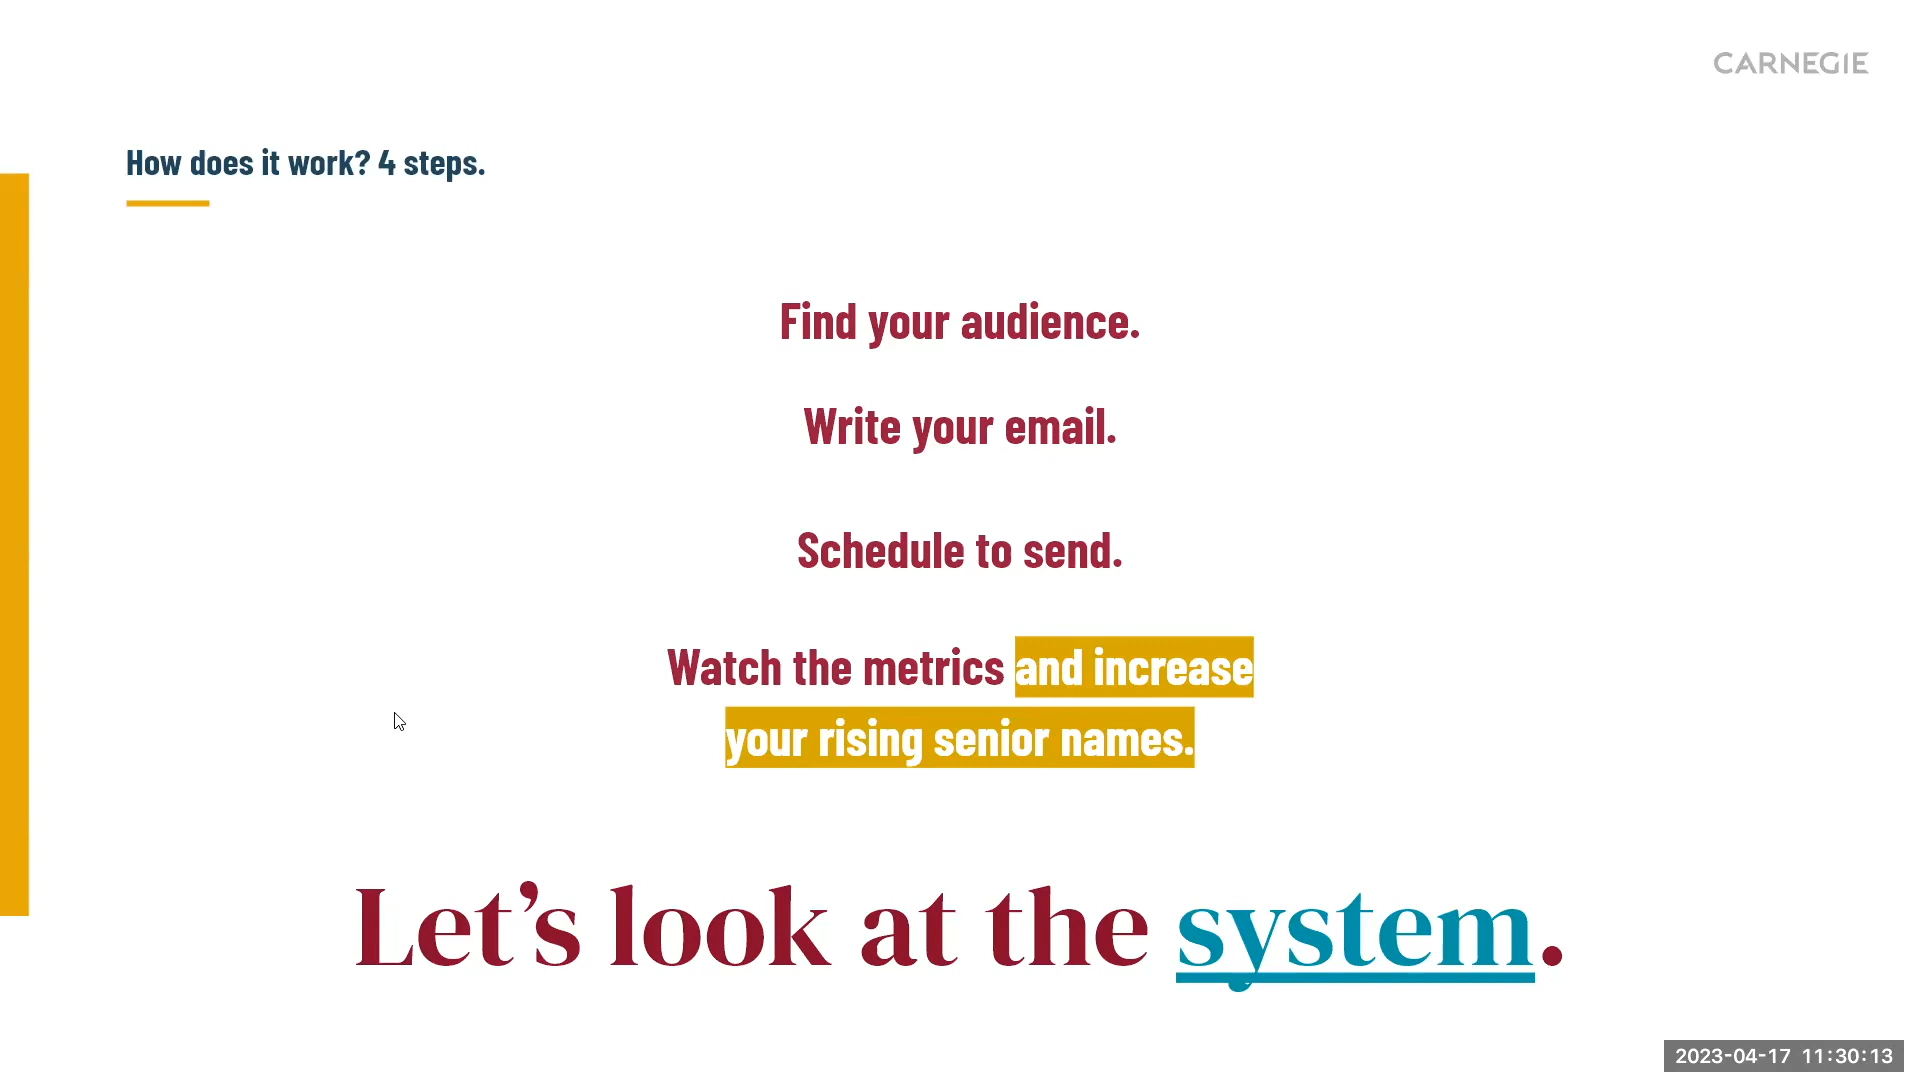 CARNEGIE
How does it work? 4 steps.
Find your audience.
Write your email.
Schedule to send.
Watch the metrics and increase
your rising senior names.
Let’s look at the system.
2023-04-17 11:30:13